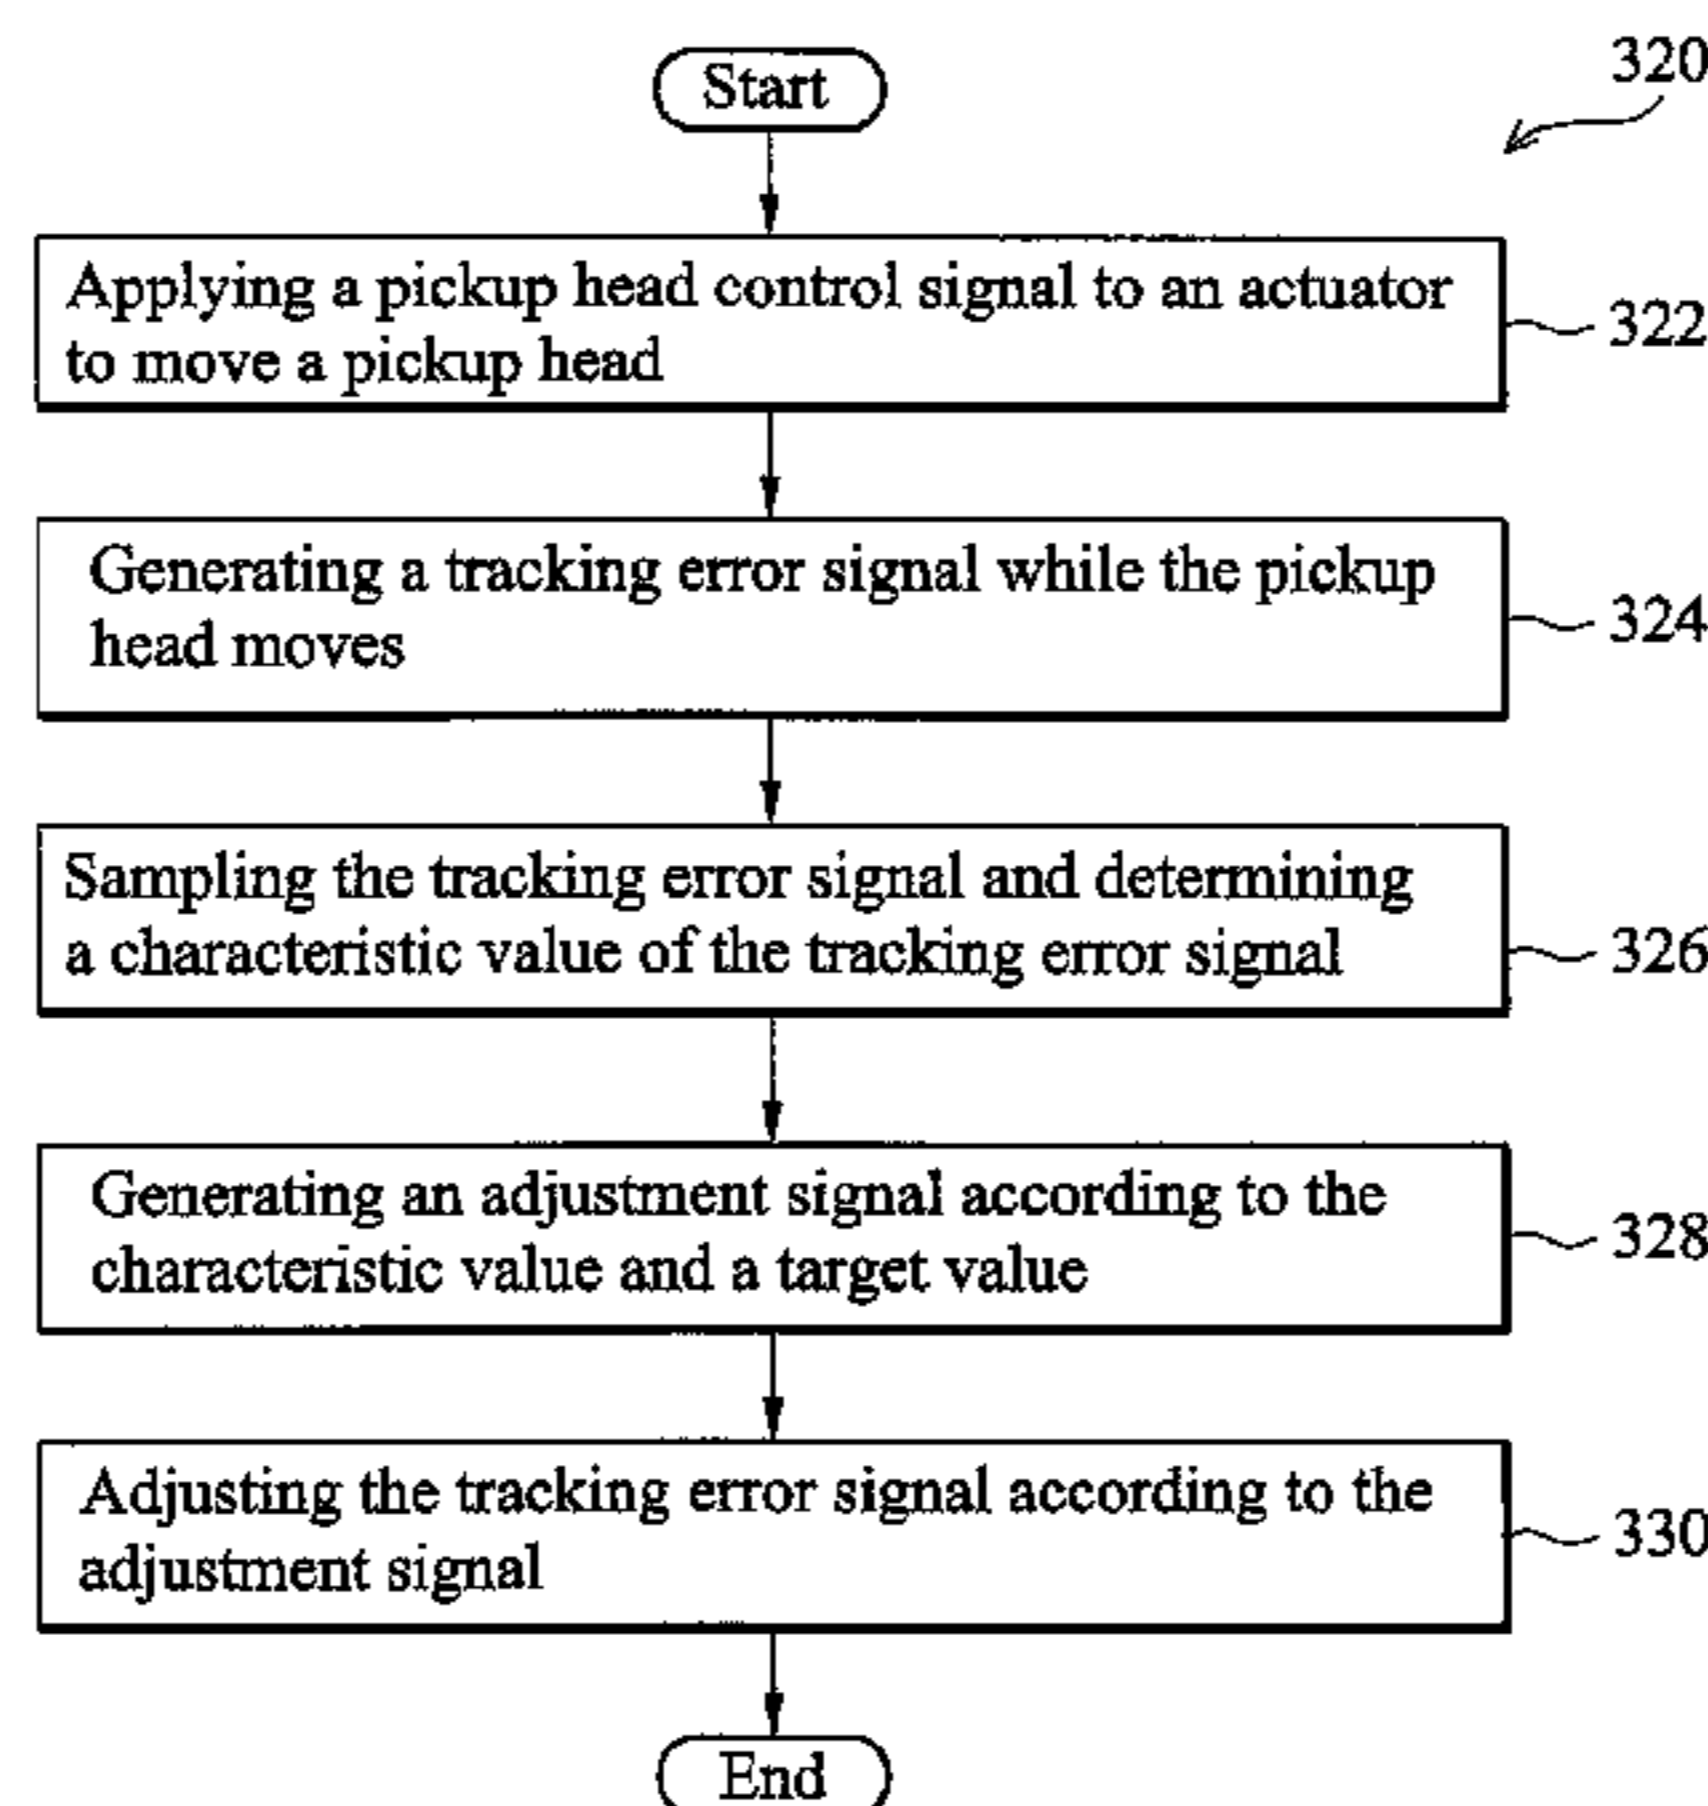 Start
320
Applying a pickup head control signal to an actuator
to move a pickup head
322
Generating a tracking error signal while the pickup
head moves
324
Sampling the tracking error signal and determining
a characteristic value of the tracking error signal
326
Generating an adjustment signal according to the
characteristic value and a target value
328
Adjusting the tracking error signal according to the
adjustment signal
330
End